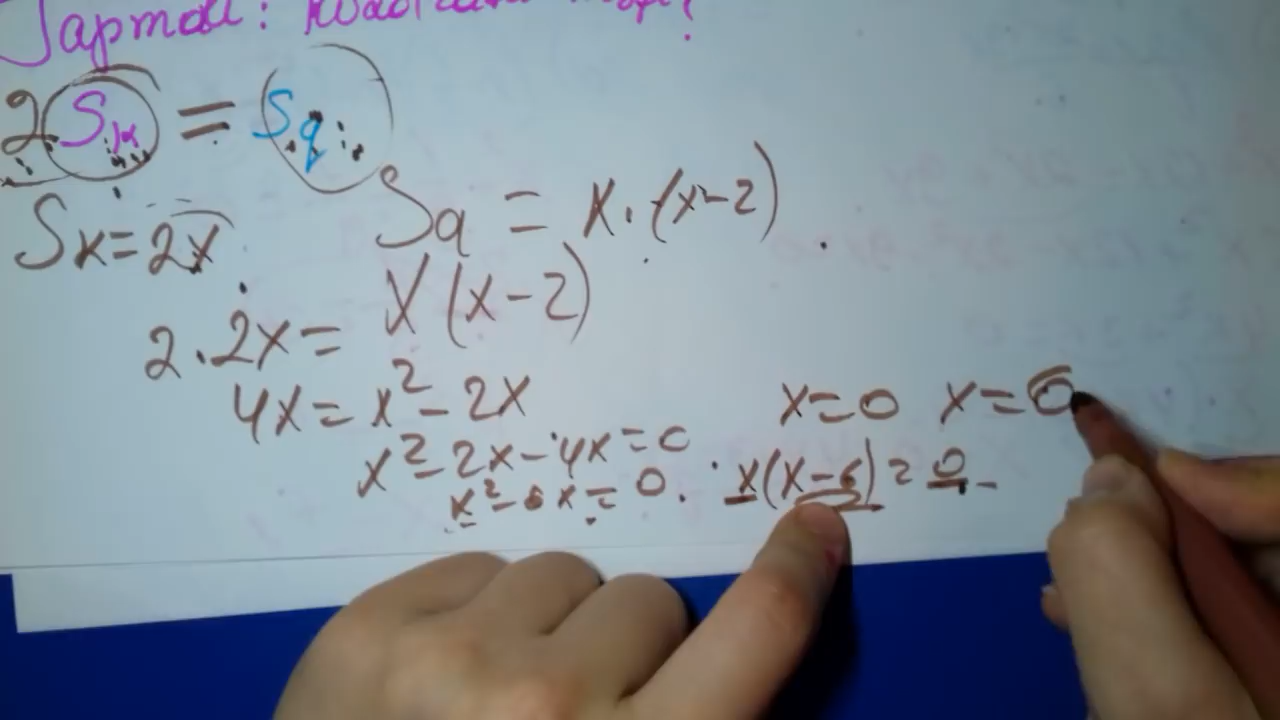 2Sк = Sq
Sк=2x
Sq = x·(x-2)
2·2x= x(x-2)
4x=x²-2x
x²-2x-4x=0
x²-6x=0. x(x-6)=0
x=0 x=6